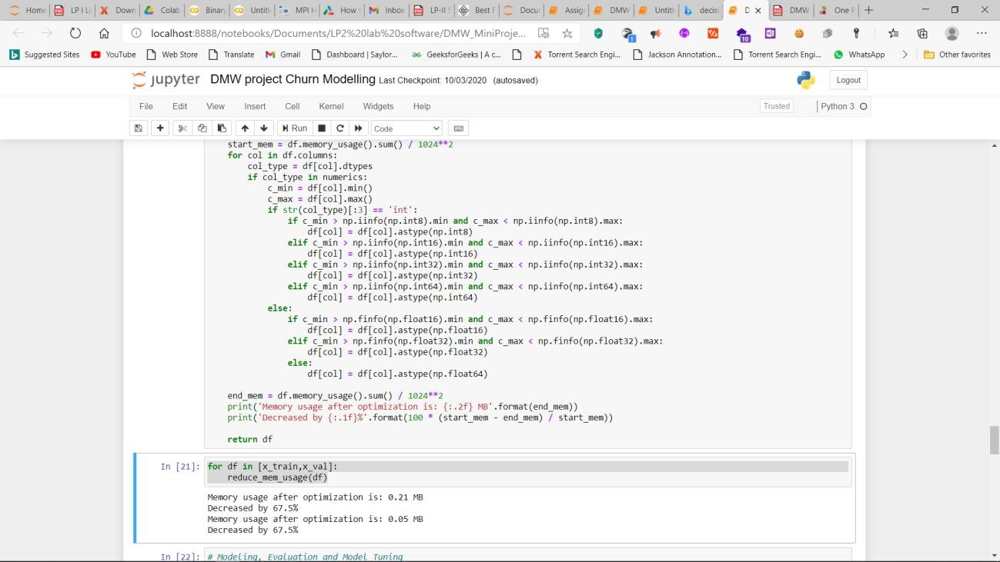 Home
LP I Li
Down
Colab
Binary
Untitle
MPI H
How t
Inbox
LP-II S
Best F
Docu
Assig
DMW
Untitl
decisi
D
DMW
One P
localhost:8888/notebooks/Documents/LP2%20lab%20software/DMW_MiniProje...
10
Suggested Sites
YouTube
Web Store
Translate
Gmail
Dashboard | Saylor...
GeeksforGeeks | A c...
Torrent Search Engi...
Jackson Annotation...
Torrent Search Engi...
WhatsApp
Other favorites
jupyter DMW project Churn Modelling Last Checkpoint: 10/03/2020 (autosaved)
Logout
File Edit View Insert Cell Kernel Widgets Help
Trusted
Python 3
Run
Code
start_mem = df.memory_usage().sum() / 1024**2
for col in df.columns:
col_type = df[col].dtypes
if col_type in numerics:
c_min = df[col].min()
c_max = df[col].max()
if str(col_type)[:3] == 'int':
if c_min > np.iinfo(np.int8).min and c_max < np.iinfo(np.int8).max:
df[col] = df[col].astype(np.int8)
elif c_min > np.iinfo(np.int16).min and c_max < np.iinfo(np.int16).max:
df[col] = df[col].astype(np.int16)
elif c_min > np.iinfo(np.int32).min and c_max < np.iinfo(np.int32).max:
df[col] = df[col].astype(np.int32)
elif c_min > np.iinfo(np.int64).min and c_max < np.iinfo(np.int64).max:
df[col] = df[col].astype(np.int64)
else:
if c_min > np.finfo(np.float16).min and c_max < np.finfo(np.float16).max:
df[col] = df[col].astype(np.float16)
elif c_min > np.finfo(np.float32).min and c_max < np.finfo(np.float32).max:
df[col] = df[col].astype(np.float32)
else:
df[col] = df[col].astype(np.float64)
end_mem = df.memory_usage().sum() / 1024**2
print('Memory usage after optimization is: {:.2f} MB'.format(end_mem))
print('Decreased by {:.1f}%'.format(100 * (start_mem - end_mem) / start_mem))
return df
In [21]: for df in [x_train,x_val]:
reduce_mem_usage(df)
Memory usage after optimization is: 0.21 MB
Decreased by 67.5%
Memory usage after optimization is: 0.05 MB
Decreased by 67.5%
In [22]: # Modeling, Evaluation and Model Tuning